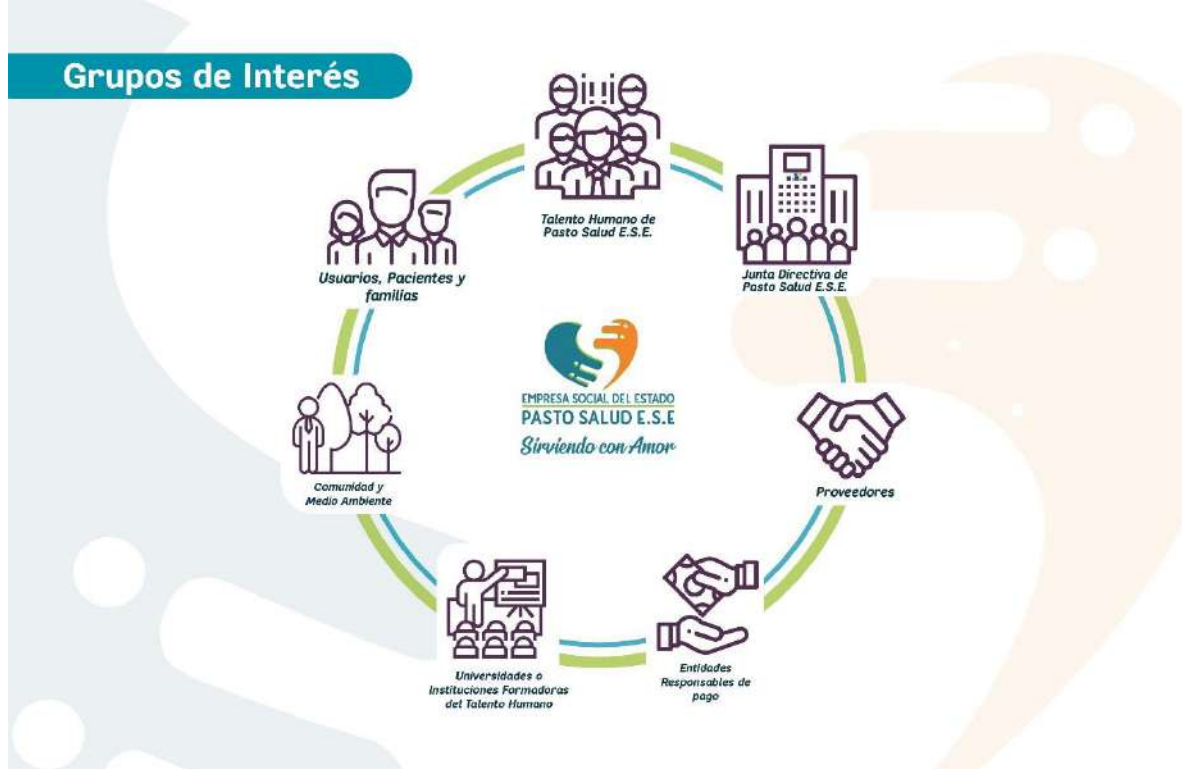 Grupos de Interés
Talento Humano de
Pasto Salud E.S.E.
Junta Directiva de
Pasto Salud E.S.E.
Proveedores
Entidades
Responsables de
pago
Universidades o
Instituciones Formadoras
del Talento Humano
Comunidad y
Medio Ambiente
Usuarios, Pacientes y
familias
EMPRESA SOCIAL DEL ESTADO
PASTO SALUD E.S.E
Sirviendo con Amor